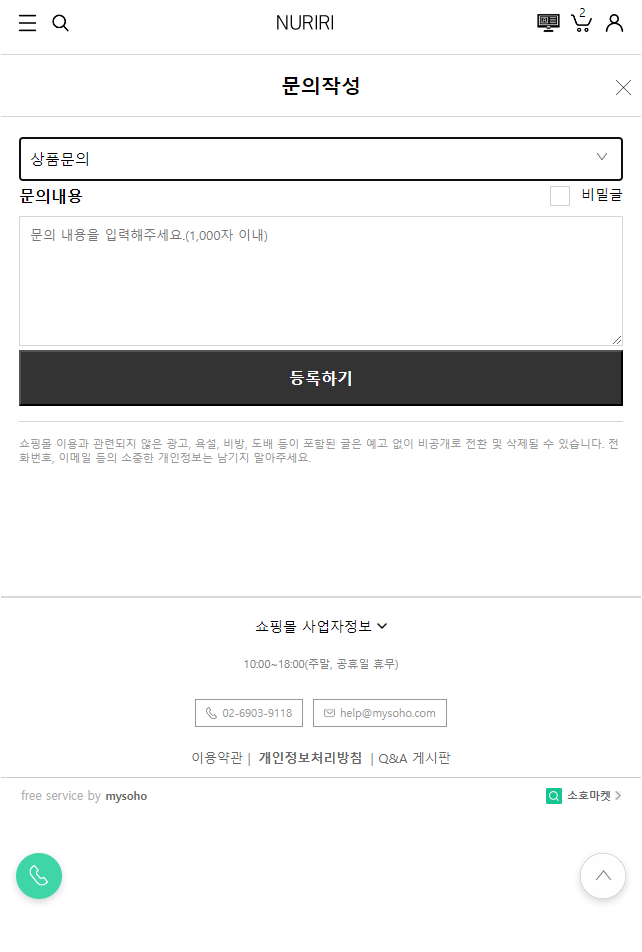 NURIRI
2
문의작성
상품문의
문의내용
비밀글
문의 내용을 입력해주세요.(1,000자 이내)
등록하기
쇼핑몰 이용과 관련되지 않은 광고, 욕설, 비방, 도배 등이 포함된 글은 예고 없이 비공개로 전환 및 삭제될 수 있습니다. 전
화번호, 이메일 등의 소중한 개인정보는 남기지 말아주세요.
쇼핑몰 사업자정보
10:00~18:00(주말, 공휴일 휴무)
02-6903-9118
help@mysoho.com
이용약관 | 개인정보처리방침 | Q&A 게시판
free service by mysoho
소호마켓